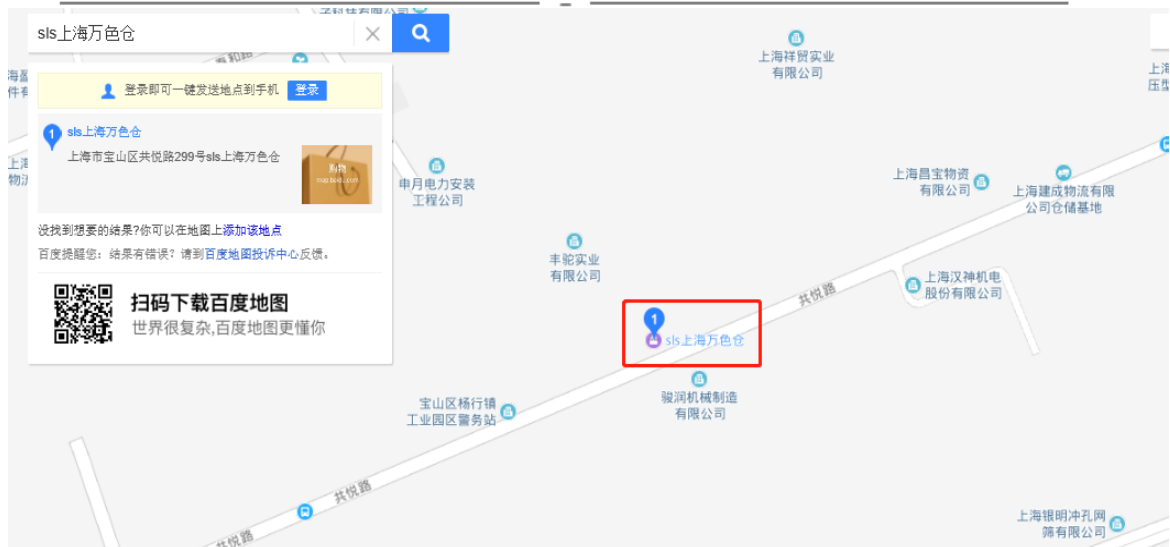 sls上海万色仓
登录即可一键发送地点到手机
登录
1
sls上海万色仓
上海市宝山区共悦路299号sls上海万色仓
购物
map.baidu.com
没找到想要的结果?你可以在地图上添加该地点
百度提醒您:结果有错误?请到百度地图投诉中心反馈。
扫码下载百度地图
世界很复杂,百度地图更懂你
上海祥贸实业
有限公司
申月电力安装
工程公司
上海昌宝物资
有限公司
上海建成物流有限
公司仓储基地
丰驼实业
有限公司
上海汉神机电
股份有限公司
共悦路
1
sls上海万色仓
骏润机械制造
有限公司
宝山区杨行镇
工业园区警务站
共悦路
共悦路
上海银明冲孔网
筛有限公司